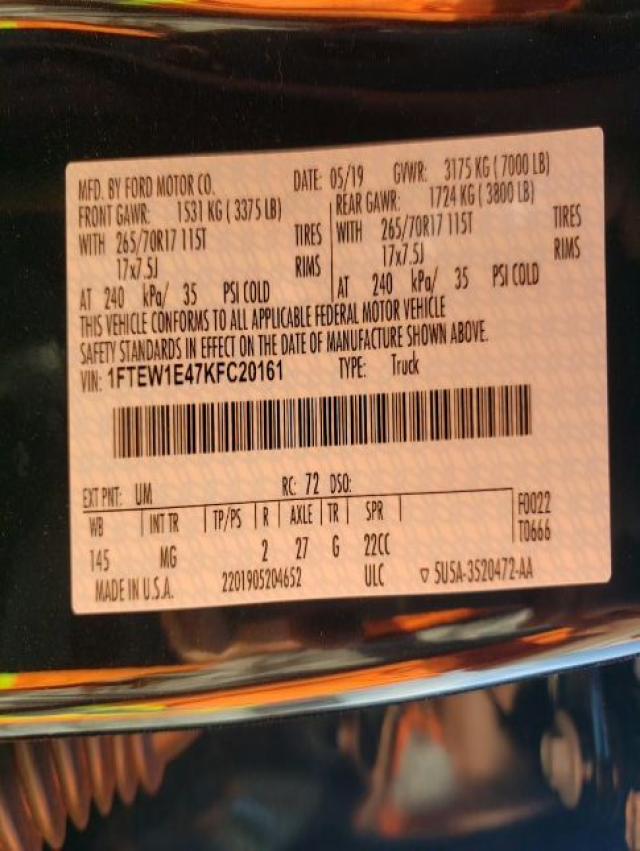 MFD. BY FORD MOTOR CO. DATE: 05/19 GVWR: 3175 KG ( 7000 LB)
FRONT GAWR: 1531 KG ( 3375 LB) REAR GAWR: 1724 KG ( 3800 LB)
WITH 265/70R17 115T TIRES WITH 265/70R17 115T TIRES
17x7.5J RIMS 17x7.5J RIMS
AT 240 kPa/ 35 PSI COLD AT 240 kPa/ 35 PSI COLD
THIS VEHICLE CONFORMS TO ALL APPLICABLE FEDERAL MOTOR VEHICLE
SAFETY STANDARDS IN EFFECT ON THE DATE OF MANUFACTURE SHOWN ABOVE.
VIN: 1FTEW1E47KFC20161 TYPE: Truck
EXT PNT: UM RC: 72 DSO:
WB INT TR TP/PS R AXLE TR SPR F0022
145 MG 2 27 G 22CC T0666
MADE IN U.S.A. 2201905204652 ULC ▽ 5U5A-3520472-AA